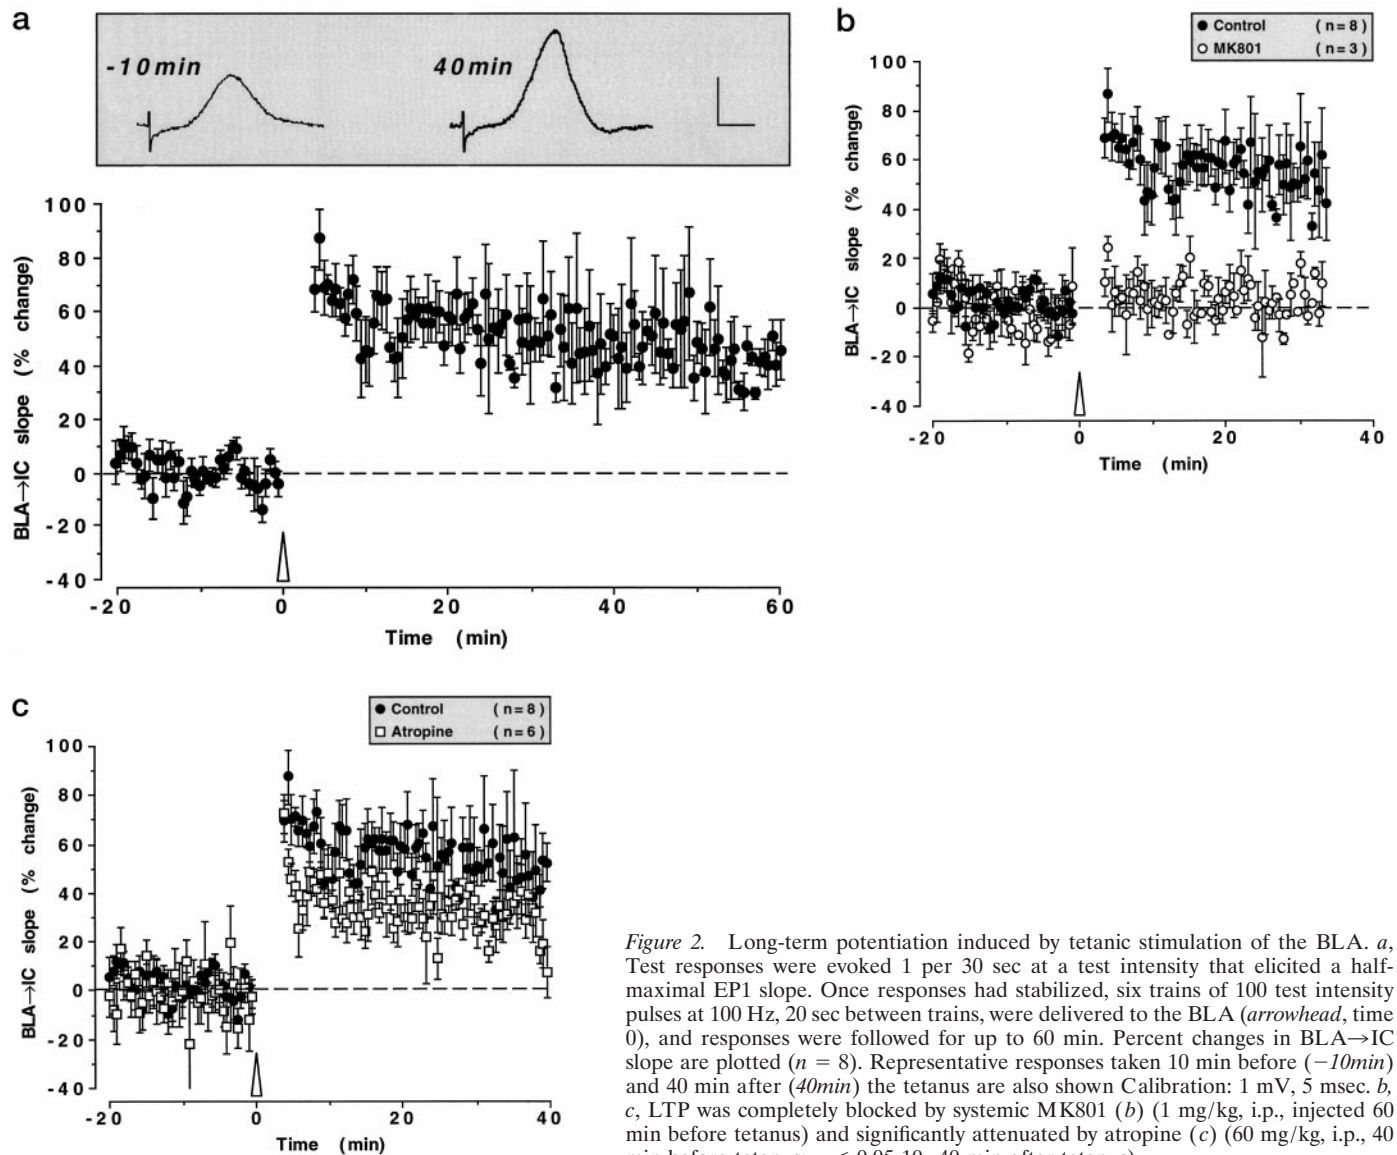 a
-10min
40min
100
80
60
40
20
0
-20
-40
BLA→IC slope (% change)
-20 0 20 40 60
Time (min)
b
Control (n=8)
MK801 (n=3)
100
80
60
40
20
0
-20
-40
BLA→IC slope (% change)
-20 0 20 40
Time (min)
c
Control (n=8)
Atropine (n=6)
100
80
60
40
20
0
-20
-40
BLA→IC slope (% change)
-20 0 20 40
Time (min)
Figure 2. Long-term potentiation induced by tetanic stimulation of the BLA. a,
Test responses were evoked 1 per 30 sec at a test intensity that elicited a half-
maximal EP1 slope. Once responses had stabilized, six trains of 100 test intensity
pulses at 100 Hz, 20 sec between trains, were delivered to the BLA (arrowhead, time
0), and responses were followed for up to 60 min. Percent changes in BLA→IC
slope are plotted (n = 8). Representative responses taken 10 min before (−10min)
and 40 min after (40min) the tetanus are also shown Calibration: 1 mV, 5 msec. b,
c, LTP was completely blocked by systemic MK801 (b) (1 mg/kg, i.p., injected 60
min before tetanus) and significantly attenuated by atropine (c) (60 mg/kg, i.p., 40